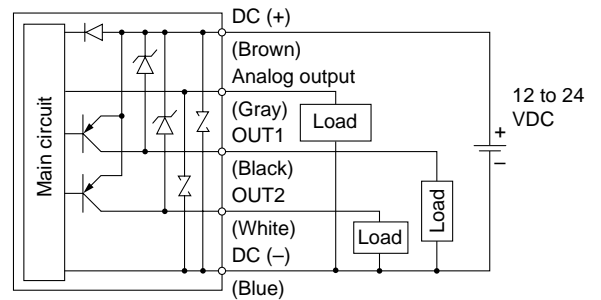 DC (+)
(Brown)
Analog output
(Gray)
OUT1
(Black)
OUT2
(White)
DC (–)
(Blue)
Main circuit
Load
Load
Load
12 to 24
VDC
+
–